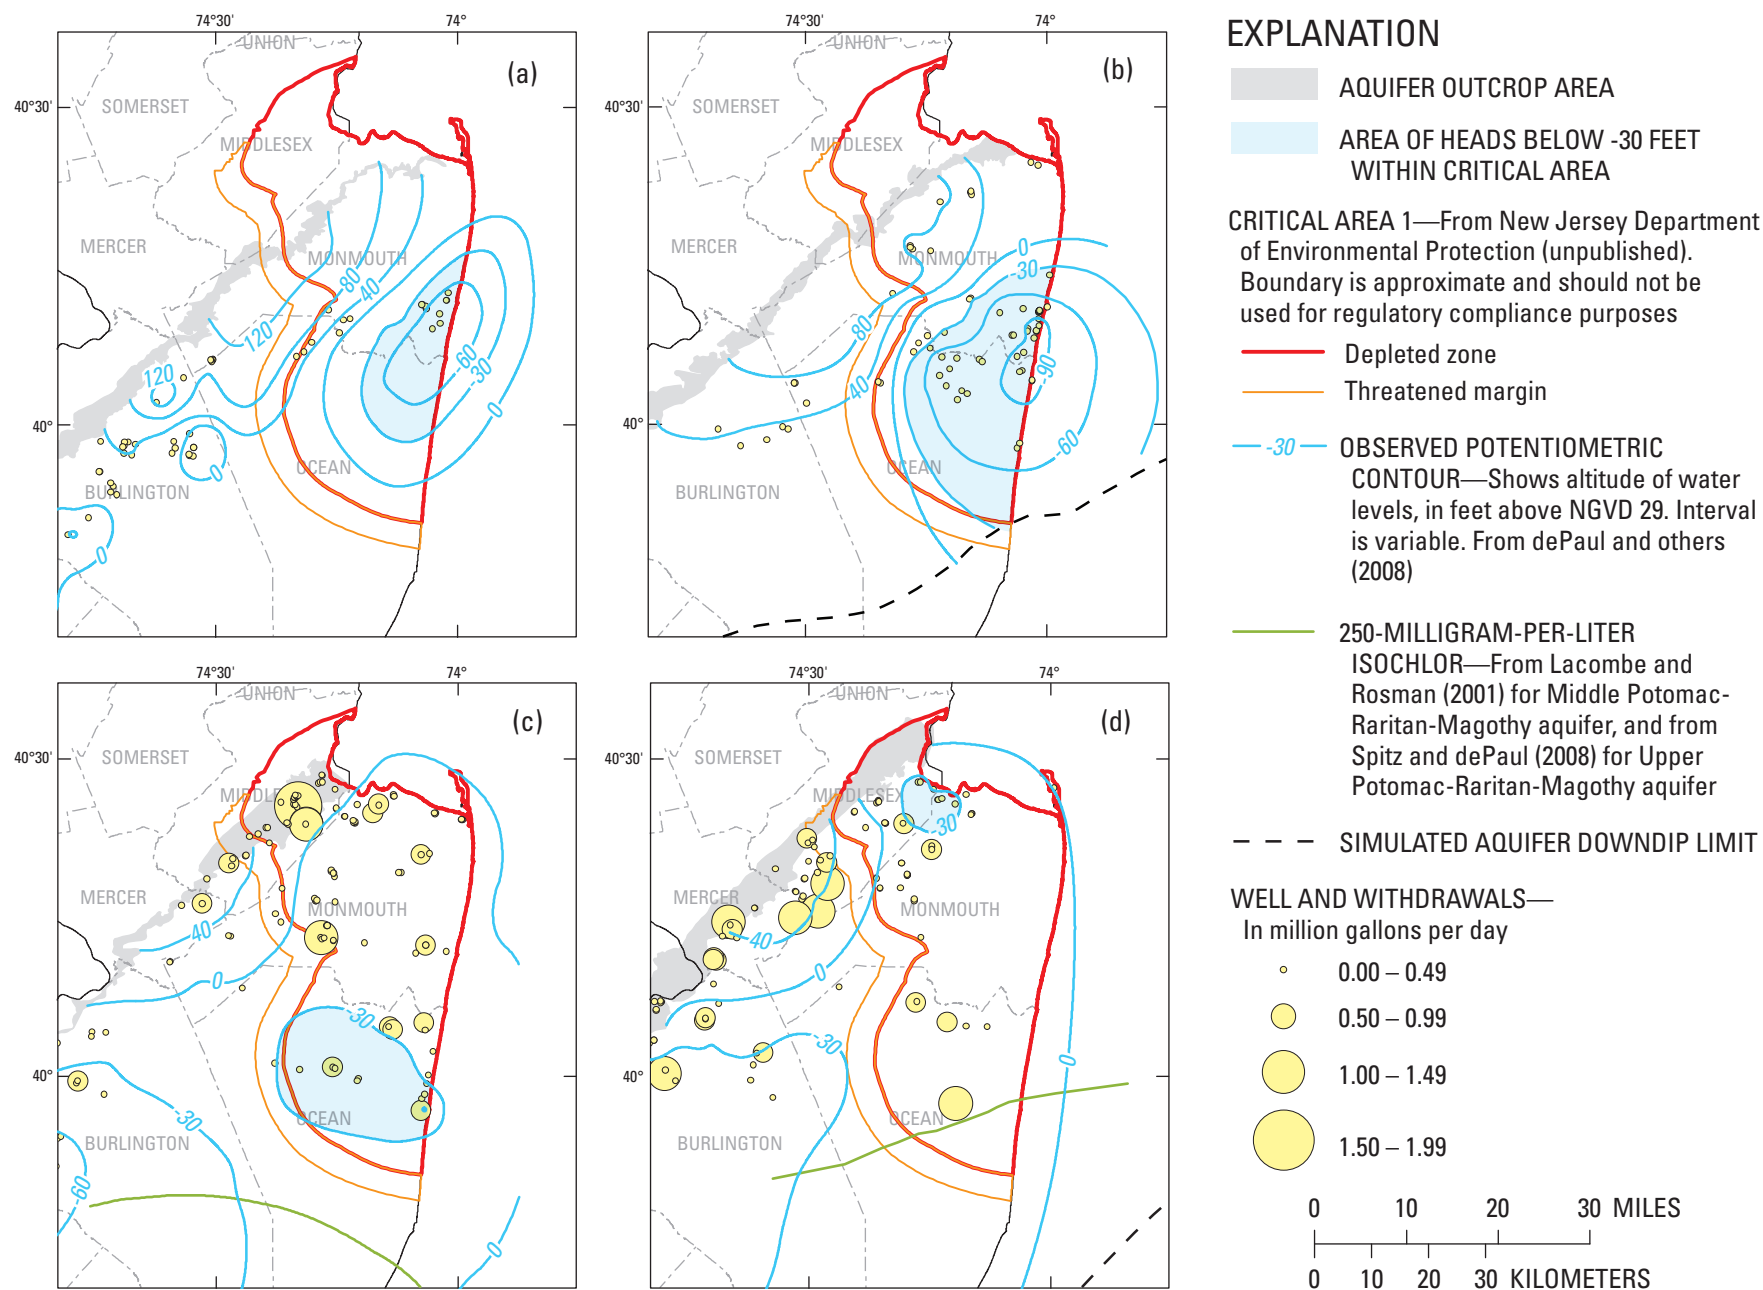 74°30'
74°
(a)
40°30'
40°
UNION
SOMERSET
MIDDLESEX
MERCER
MONMOUTH
OCEAN
BURLINGTON
120
80
40
120
-60
-30
0
0
0
74°30'
74°
(b)
40°30'
40°
UNION
SOMERSET
MIDDLESEX
MERCER
MONMOUTH
OCEAN
BURLINGTON
0
-30
80
40
-90
-60
74°30'
74°
(c)
40°30'
40°
UNION
SOMERSET
MIDDLESEX
MERCER
MONMOUTH
OCEAN
BURLINGTON
40
0
-30
-30
-60
0
74°30'
74°
(d)
40°30'
40°
UNION
SOMERSET
MIDDLESEX
MERCER
MONMOUTH
OCEAN
BURLINGTON
-30
40
0
-30
0
EXPLANATION
AQUIFER OUTCROP AREA
AREA OF HEADS BELOW -30 FEET
WITHIN CRITICAL AREA
CRITICAL AREA 1—From New Jersey Department
of Environmental Protection (unpublished).
Boundary is approximate and should not be
used for regulatory compliance purposes
Depleted zone
Threatened margin
-30
OBSERVED POTENTIOMETRIC
CONTOUR—Shows altitude of water
levels, in feet above NGVD 29. Interval
is variable. From dePaul and others
(2008)
250-MILLIGRAM-PER-LITER
ISOCHLOR—From Lacombe and
Rosman (2001) for Middle Potomac-
Raritan-Magothy aquifer, and from
Spitz and dePaul (2008) for Upper
Potomac-Raritan-Magothy aquifer
SIMULATED AQUIFER DOWNDIP LIMIT
WELL AND WITHDRAWALS—
In million gallons per day
0.00 – 0.49
0.50 – 0.99
1.00 – 1.49
1.50 – 1.99
0 10 20 30 MILES
0 10 20 30 KILOMETERS